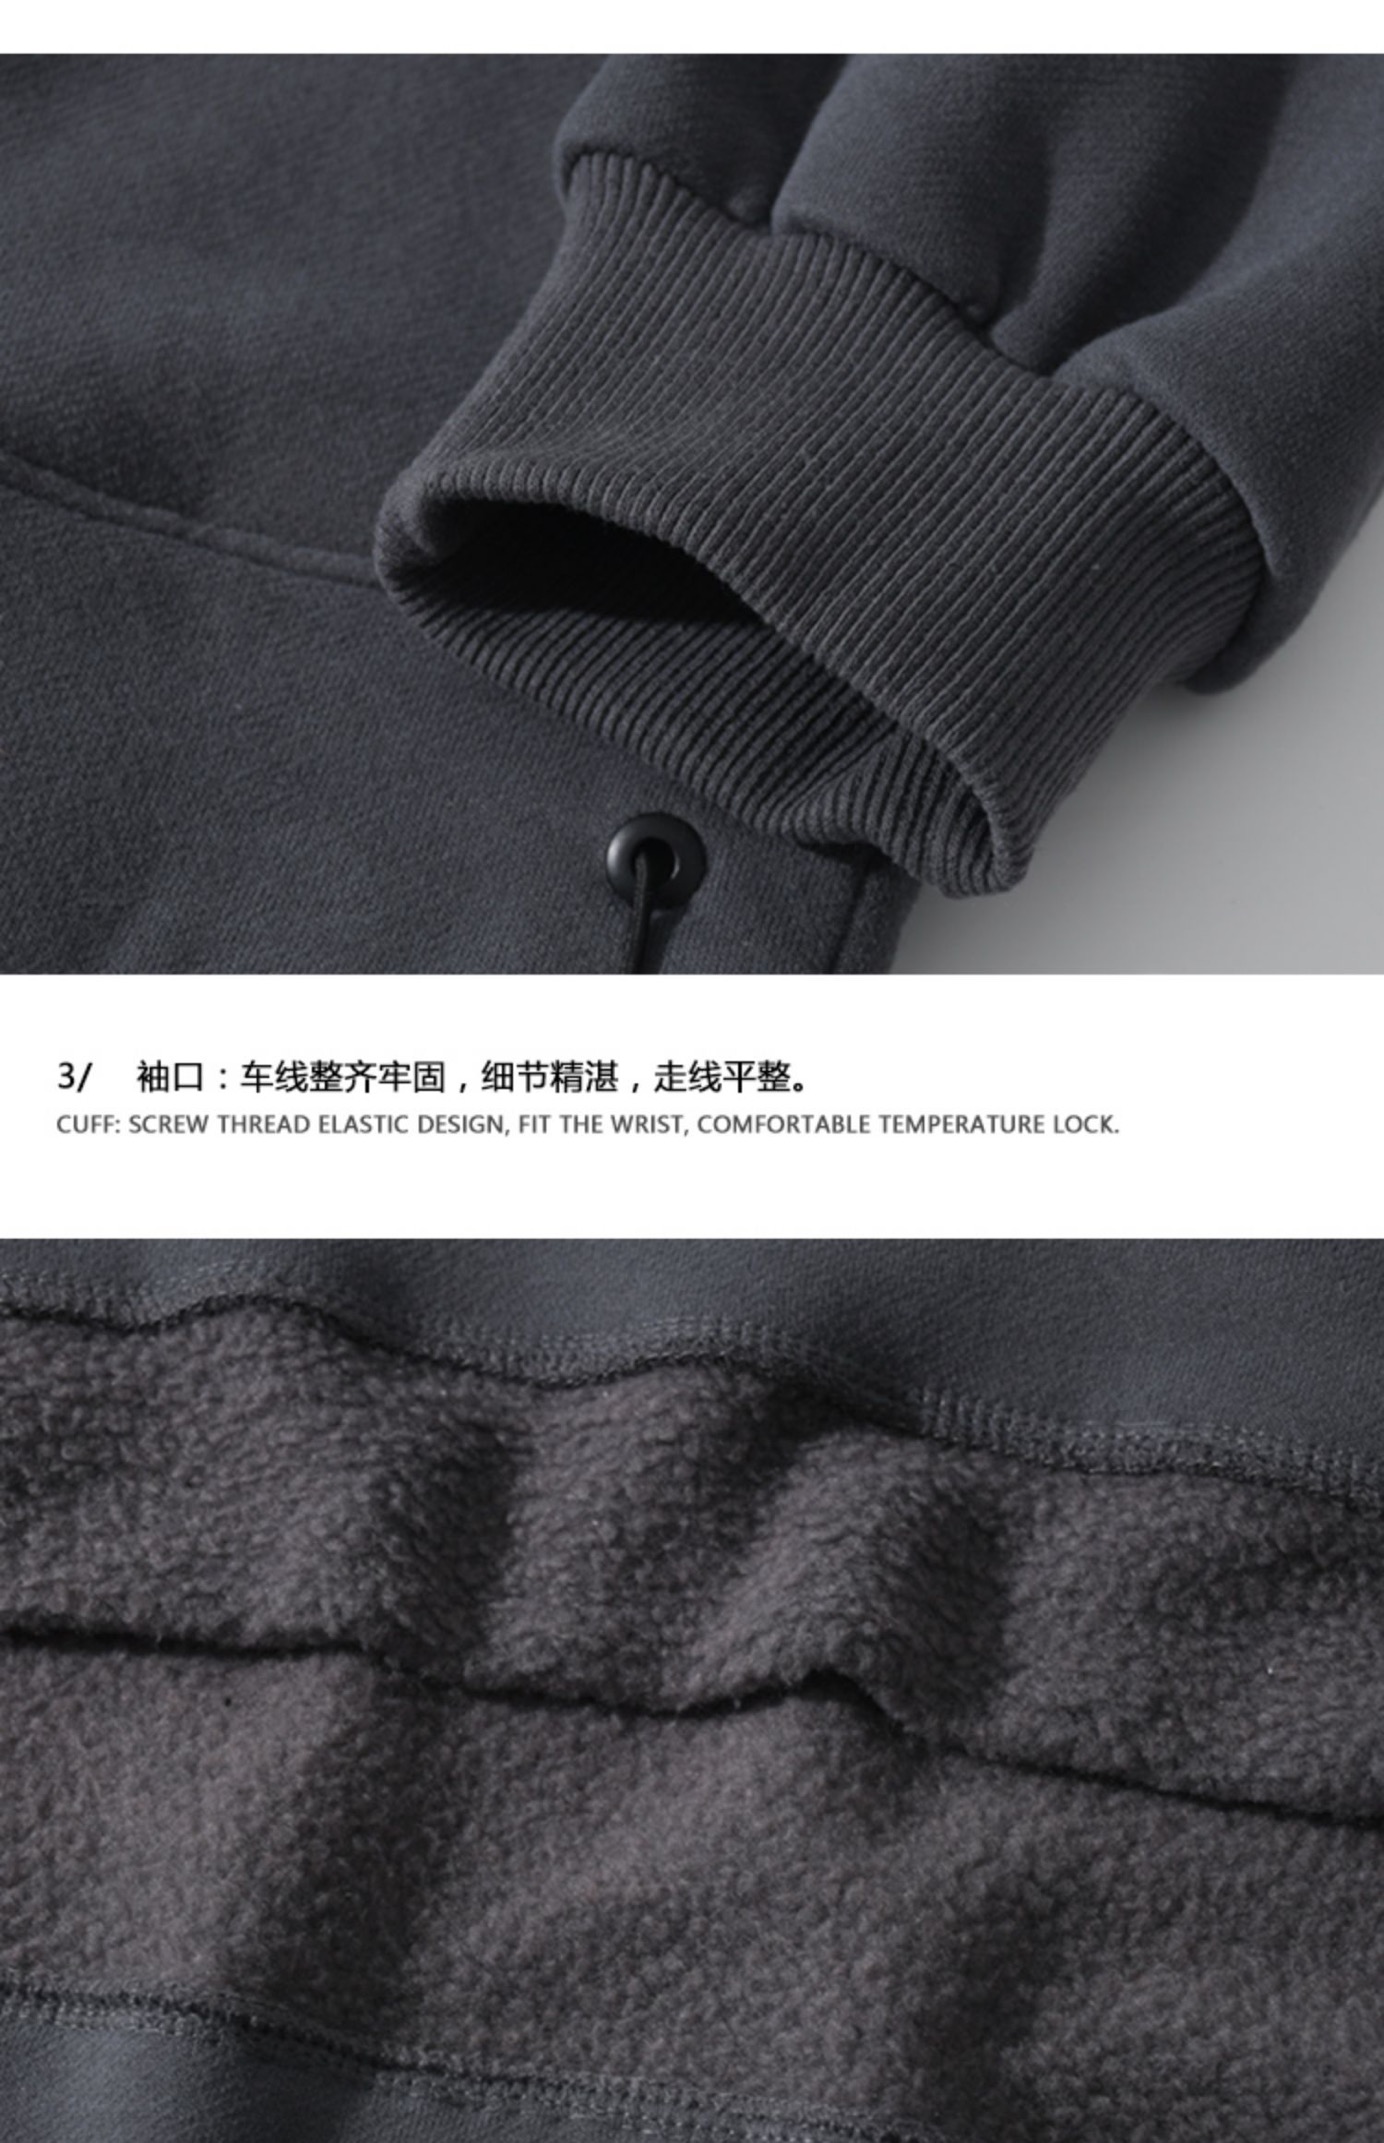 3/ 袖口：车线整齐牢固，细节精湛，走线平整。
CUFF: SCREW THREAD ELASTIC DESIGN, FIT THE WRIST, COMFORTABLE TEMPERATURE LOCK.